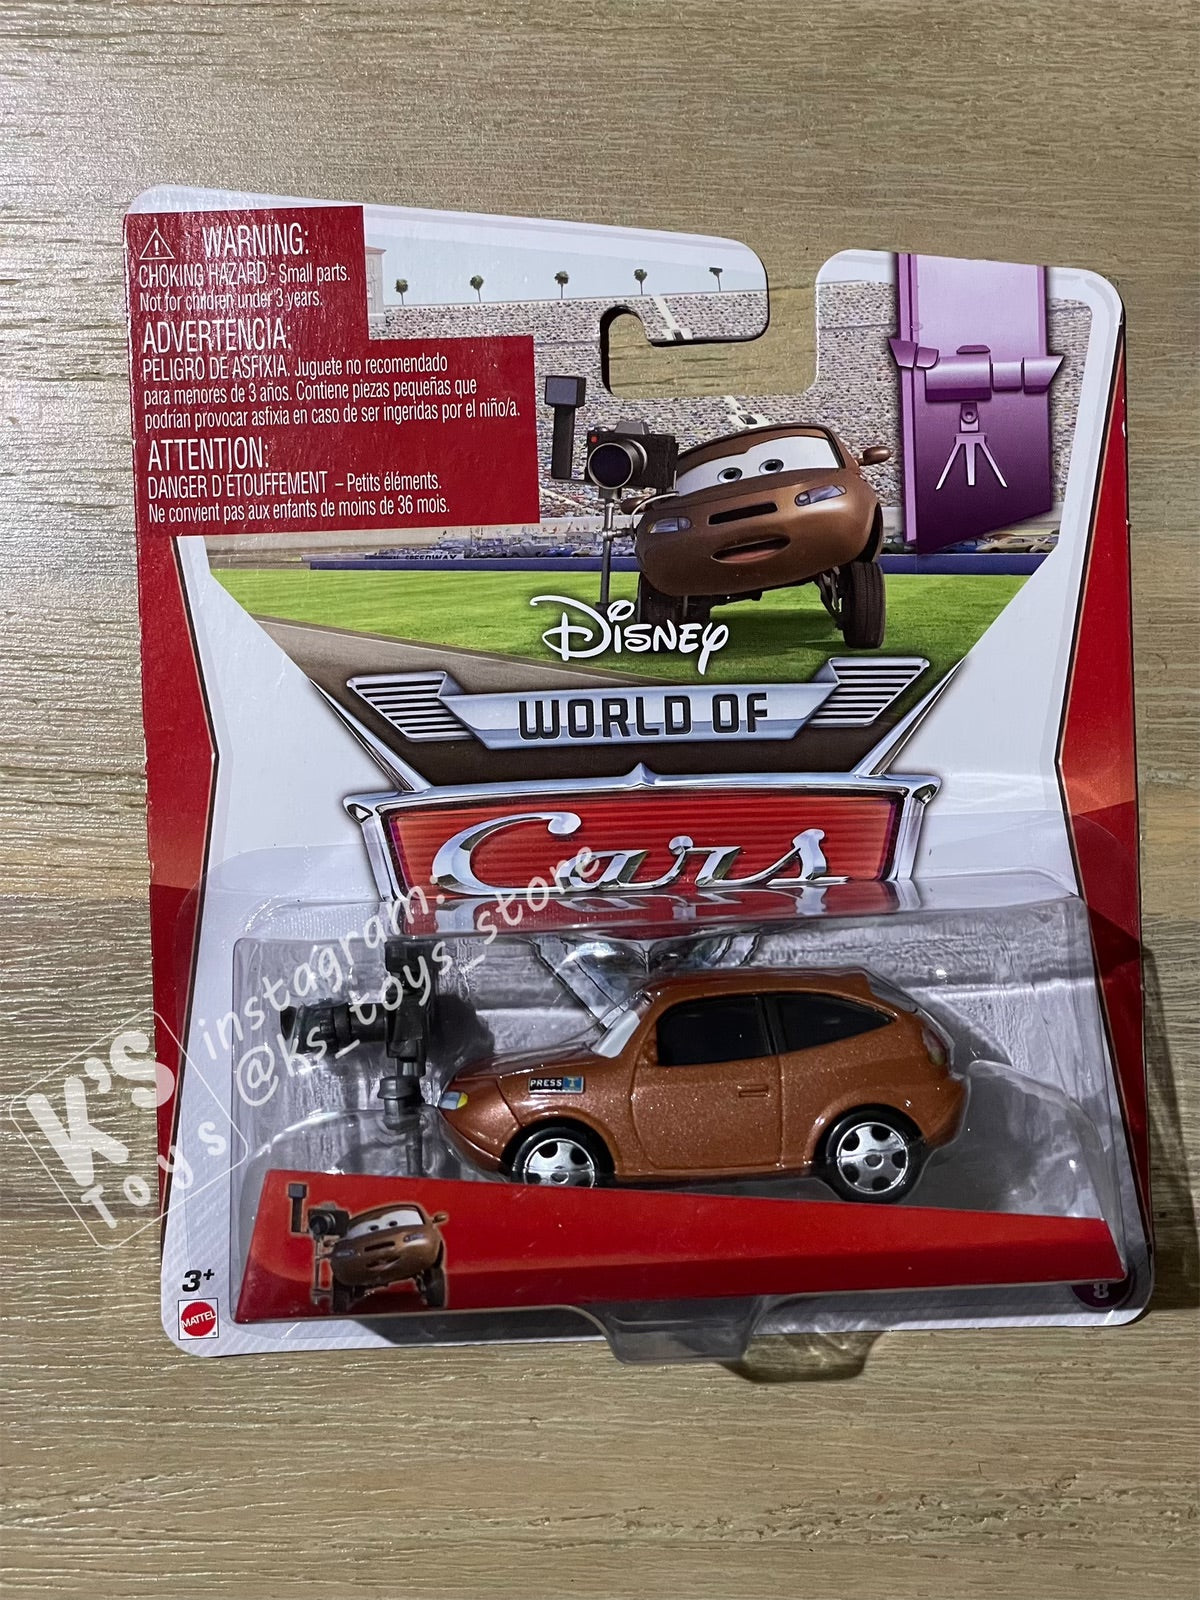 WARNING:
CHOKING HAZARD - Small parts.
Not for children under 3 years.
ADVERTENCIA:
PELIGRO DE ASFIXIA. Juguete no recomendado
para menores de 3 años. Contiene piezas pequeñas que
podrían provocar asfixia en caso de ser ingeridas por el niño/a.
ATTENTION:
DANGER D'ÉTOUFFEMENT – Petits éléments.
Ne convient pas aux enfants de moins de 36 mois.
SPEEDWAY
DISNEY
WORLD OF
Cars
instagram:
@ks_toys_store
K'S
Toys
PRESS T
3+
MATTEL
8